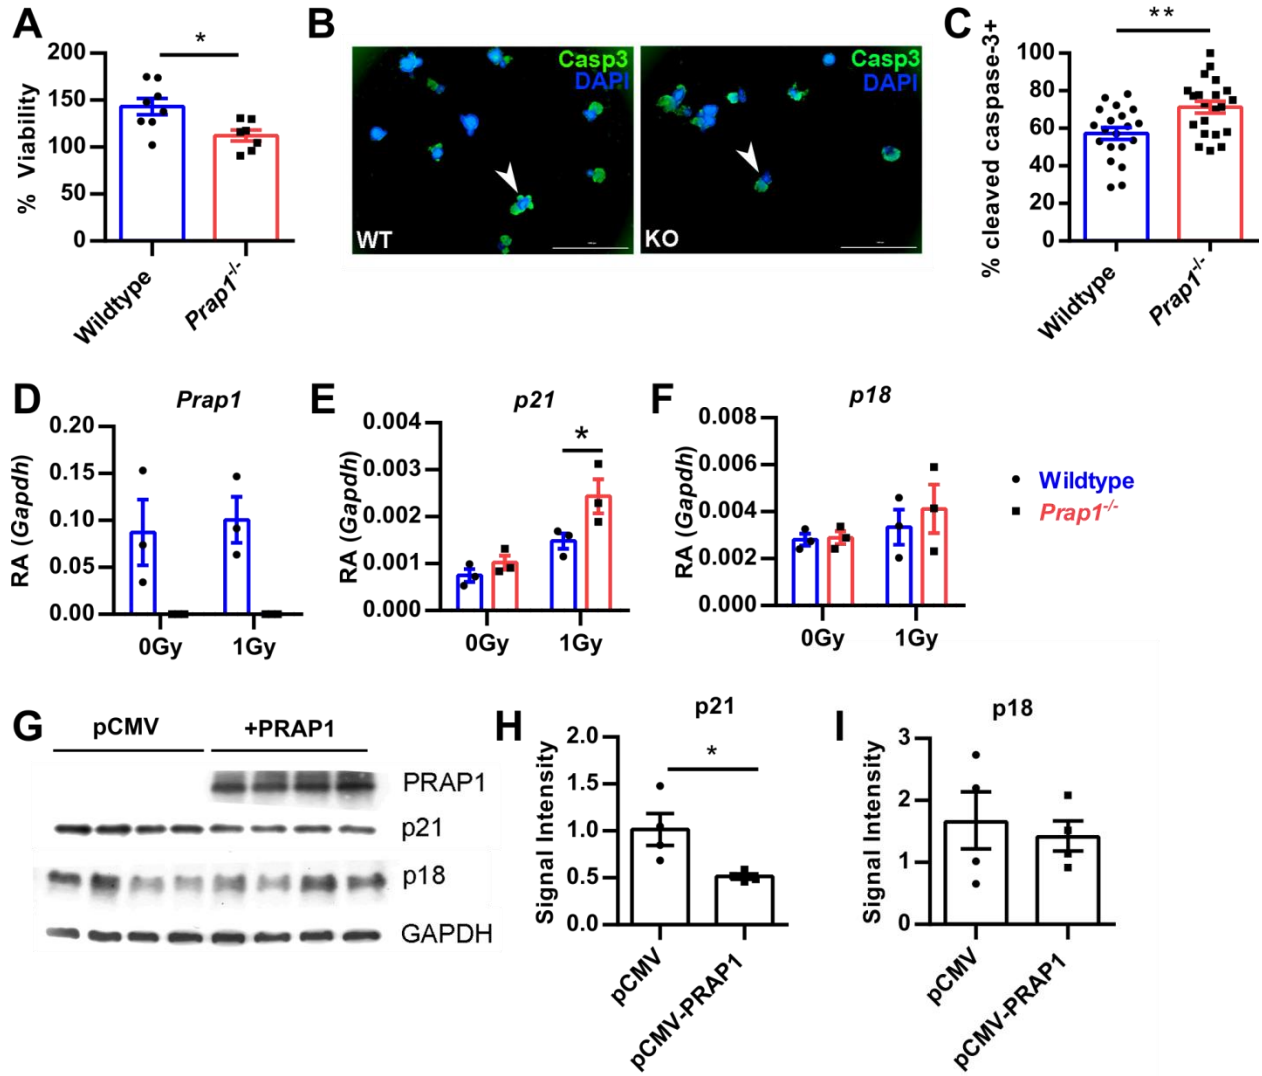 A
% Viability
200
150
100
50
0
*
Wildtype
Prap1-/-
B
Casp3
DAPI
WT
Casp3
DAPI
KO
C
% cleaved caspase-3+
100
80
60
40
20
0
**
Wildtype
Prap1-/-
D
Prap1
RA (Gapdh)
0.20
0.15
0.10
0.05
0.00
0Gy
1Gy
E
p21
RA (Gapdh)
0.004
0.003
0.002
0.001
0.000
*
0Gy
1Gy
F
p18
RA (Gapdh)
0.008
0.006
0.004
0.002
0.000
0Gy
1Gy
Wildtype
Prap1-/-
G
pCMV
+PRAP1
PRAP1
p21
p18
GAPDH
H
p21
Signal Intensity
2.0
1.5
1.0
0.5
0.0
*
pCMV
pCMV-PRAP1
I
p18
Signal Intensity
3
2
1
0
pCMV
pCMV-PRAP1